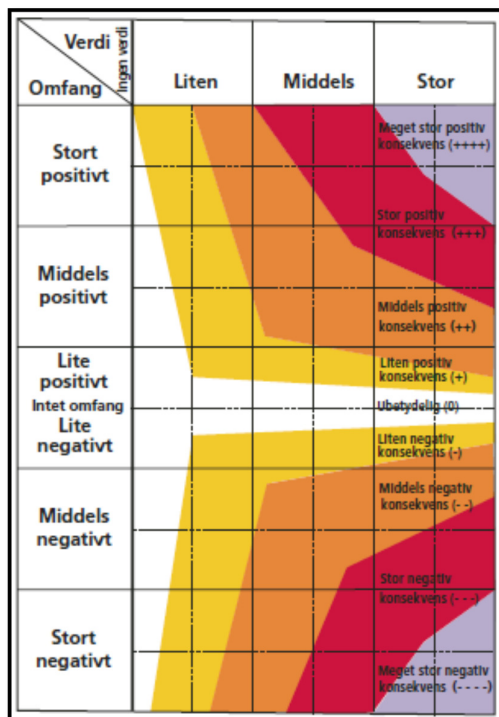 Verdi
Ingen verdi
Omfang
Liten
Middels
Stor
Stort
positivt
Meget stor positiv
konsekvens (++++)
Stor positiv
konsekvens (+++)
Middels
positivt
Middels positiv
konsekvens (++)
Lite
positivt
Liten positiv
konsekvens (+)
Intet omfang
Ubetydelig (0)
Lite
negativt
Liten negativ
konsekvens (-)
Middels
negativt
Middels negativ
konsekvens (- -)
Stor negativ
konsekvens (- - -)
Stort
negativt
Meget stor negativ
konsekvens (- - - -)